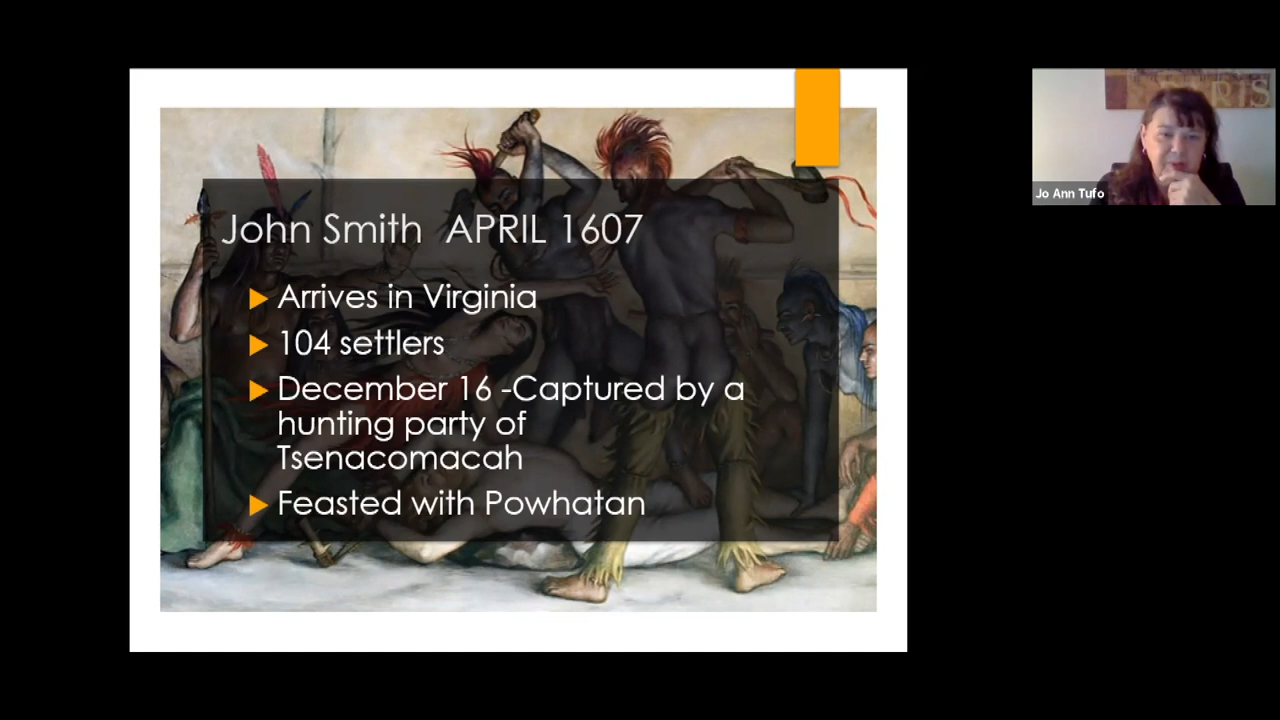 John Smith APRIL 1607
Arrives in Virginia
104 settlers
December 16 -Captured by a
hunting party of
Tsenacomacah
Feasted with Powhatan
RIS
Jo Ann Tufo